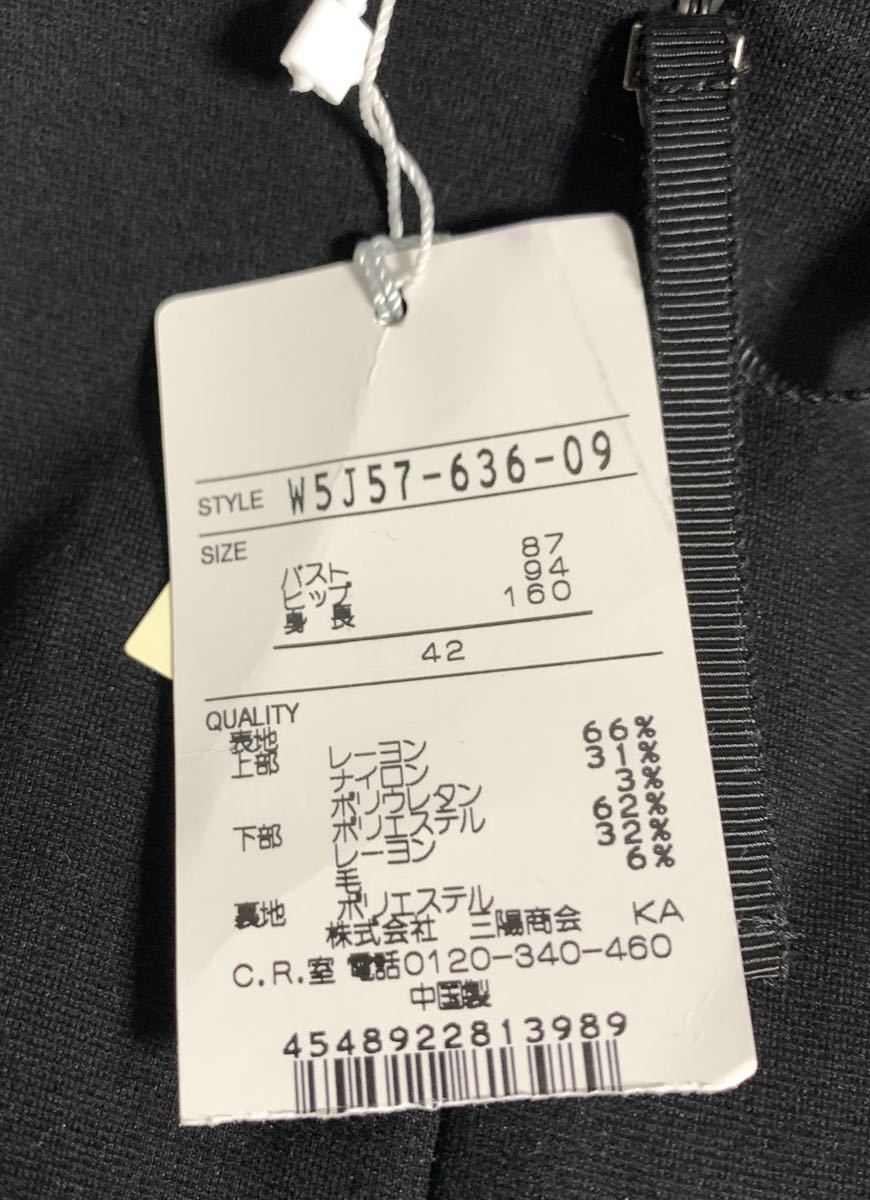 STYLE W5J57-636-09
SIZE
バスト 87
ヒップ 94
身長 160
42
QUALITY
表地
上部 レーヨン 66%
ナイロン 31%
ポリウレタン 3%
下部 ポリエステル 62%
レーヨン 32%
毛 6%
裏地 ポリエステル
株式会社 三陽商会 KA
C.R.室 電話0120-340-460
中国製
4548922813989